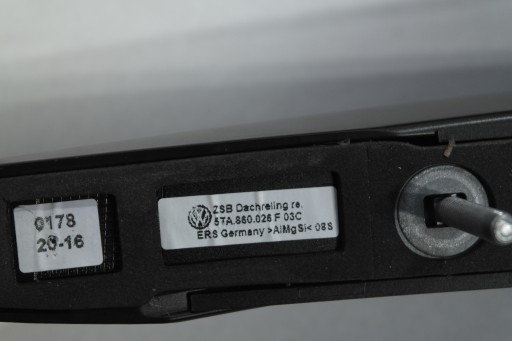 0178
20-16
ZSB Dachreling re.
5TA.860.026 F 03C
ERS Germany >AlMgSi< 08S